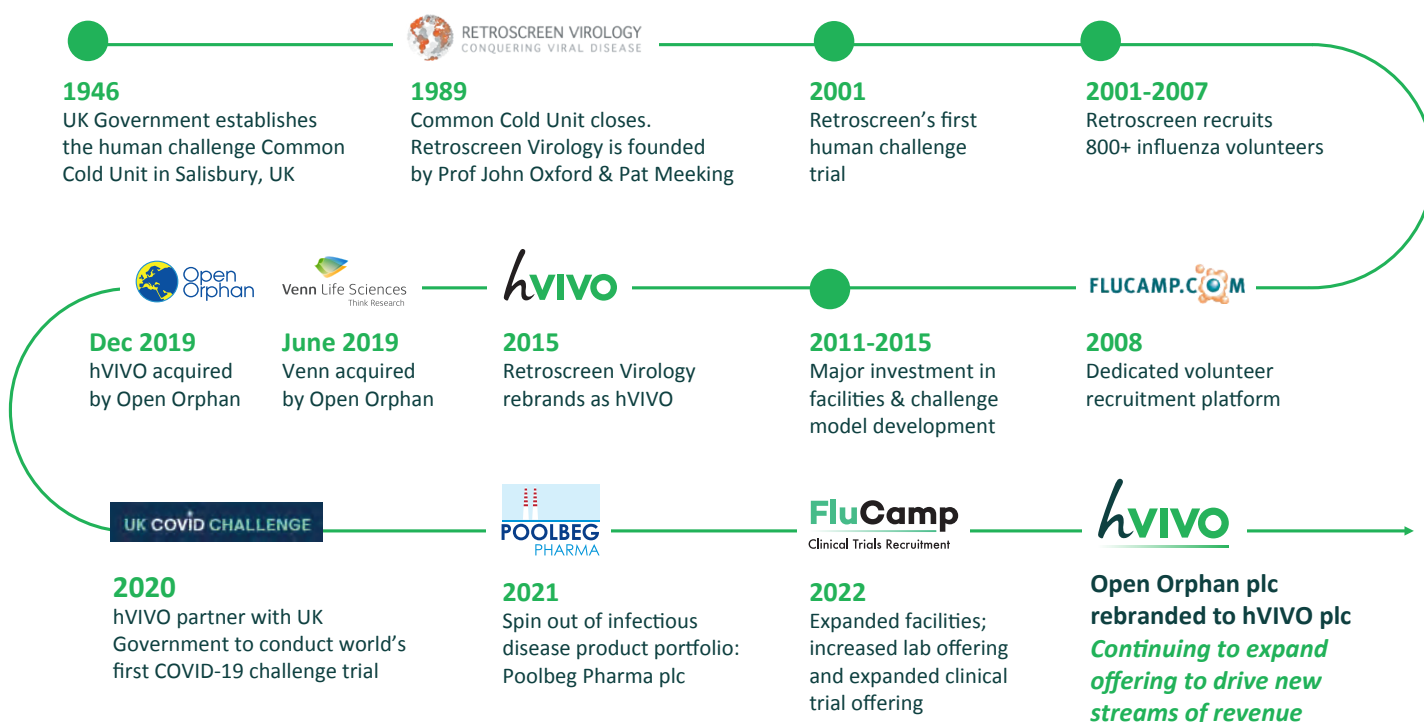 RETROSCREEN VIROLOGY
CONQUERING VIRAL DISEASE
1946
UK Government establishes
the human challenge Common
Cold Unit in Salisbury, UK
1989
Common Cold Unit closes.
Retroscreen Virology is founded
by Prof John Oxford & Pat Meeking
2001
Retroscreen’s first
human challenge
trial
2001-2007
Retroscreen recruits
800+ influenza volunteers
FLUCAMP.COM
2008
Dedicated volunteer
recruitment platform
2011-2015
Major investment in
facilities & challenge
model development
hVIVO
2015
Retroscreen Virology
rebrands as hVIVO
Venn Life Sciences
Think Research
June 2019
Venn acquired
by Open Orphan
Open
Orphan
Dec 2019
hVIVO acquired
by Open Orphan
UK COVID CHALLENGE
2020
hVIVO partner with UK
Government to conduct world’s
first COVID-19 challenge trial
POOLBEG
PHARMA
2021
Spin out of infectious
disease product portfolio:
Poolbeg Pharma plc
FluCamp
Clinical Trials Recruitment
2022
Expanded facilities;
increased lab offering
and expanded clinical
trial offering
hVIVO
Open Orphan plc
rebranded to hVIVO plc
Continuing to expand
offering to drive new
streams of revenue